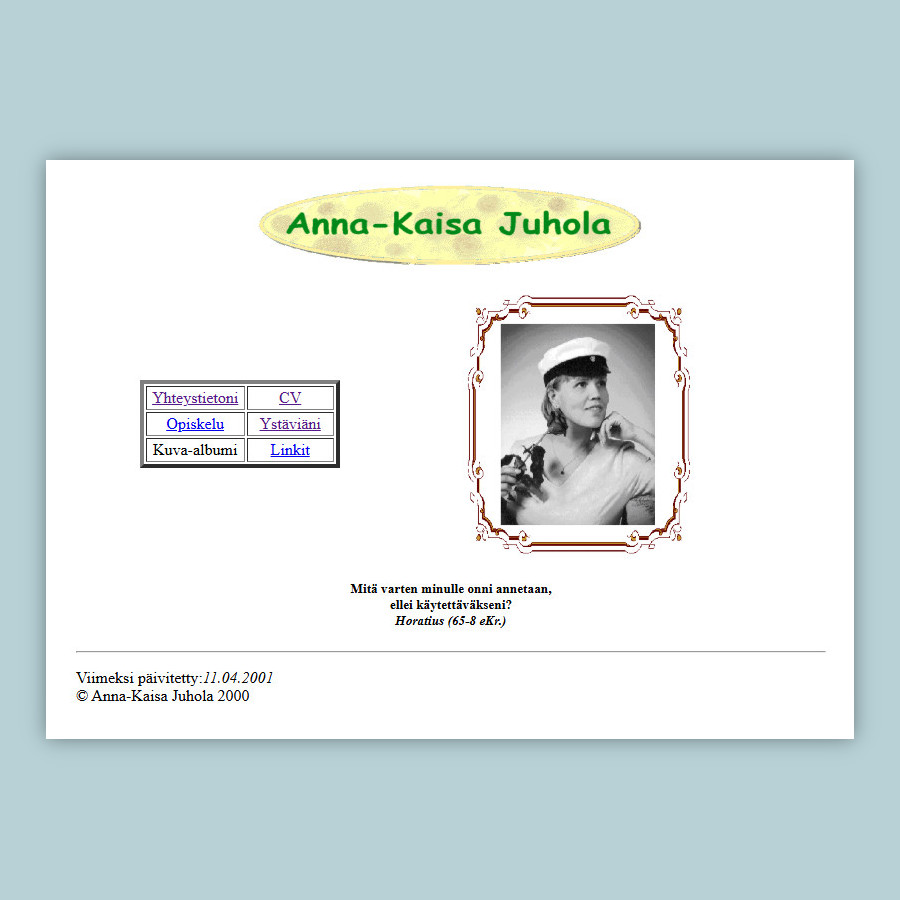 Anna-Kaisa Juhola
Yhteystietoni CV
Opiskelu Ystäviäni
Kuva-albumi Linkit
Mitä varten minulle onni annetaan,
ellei käytettäväkseni?
Horatius (65-8 eKr.)
Viimeksi päivitetty:11.04.2001
© Anna-Kaisa Juhola 2000